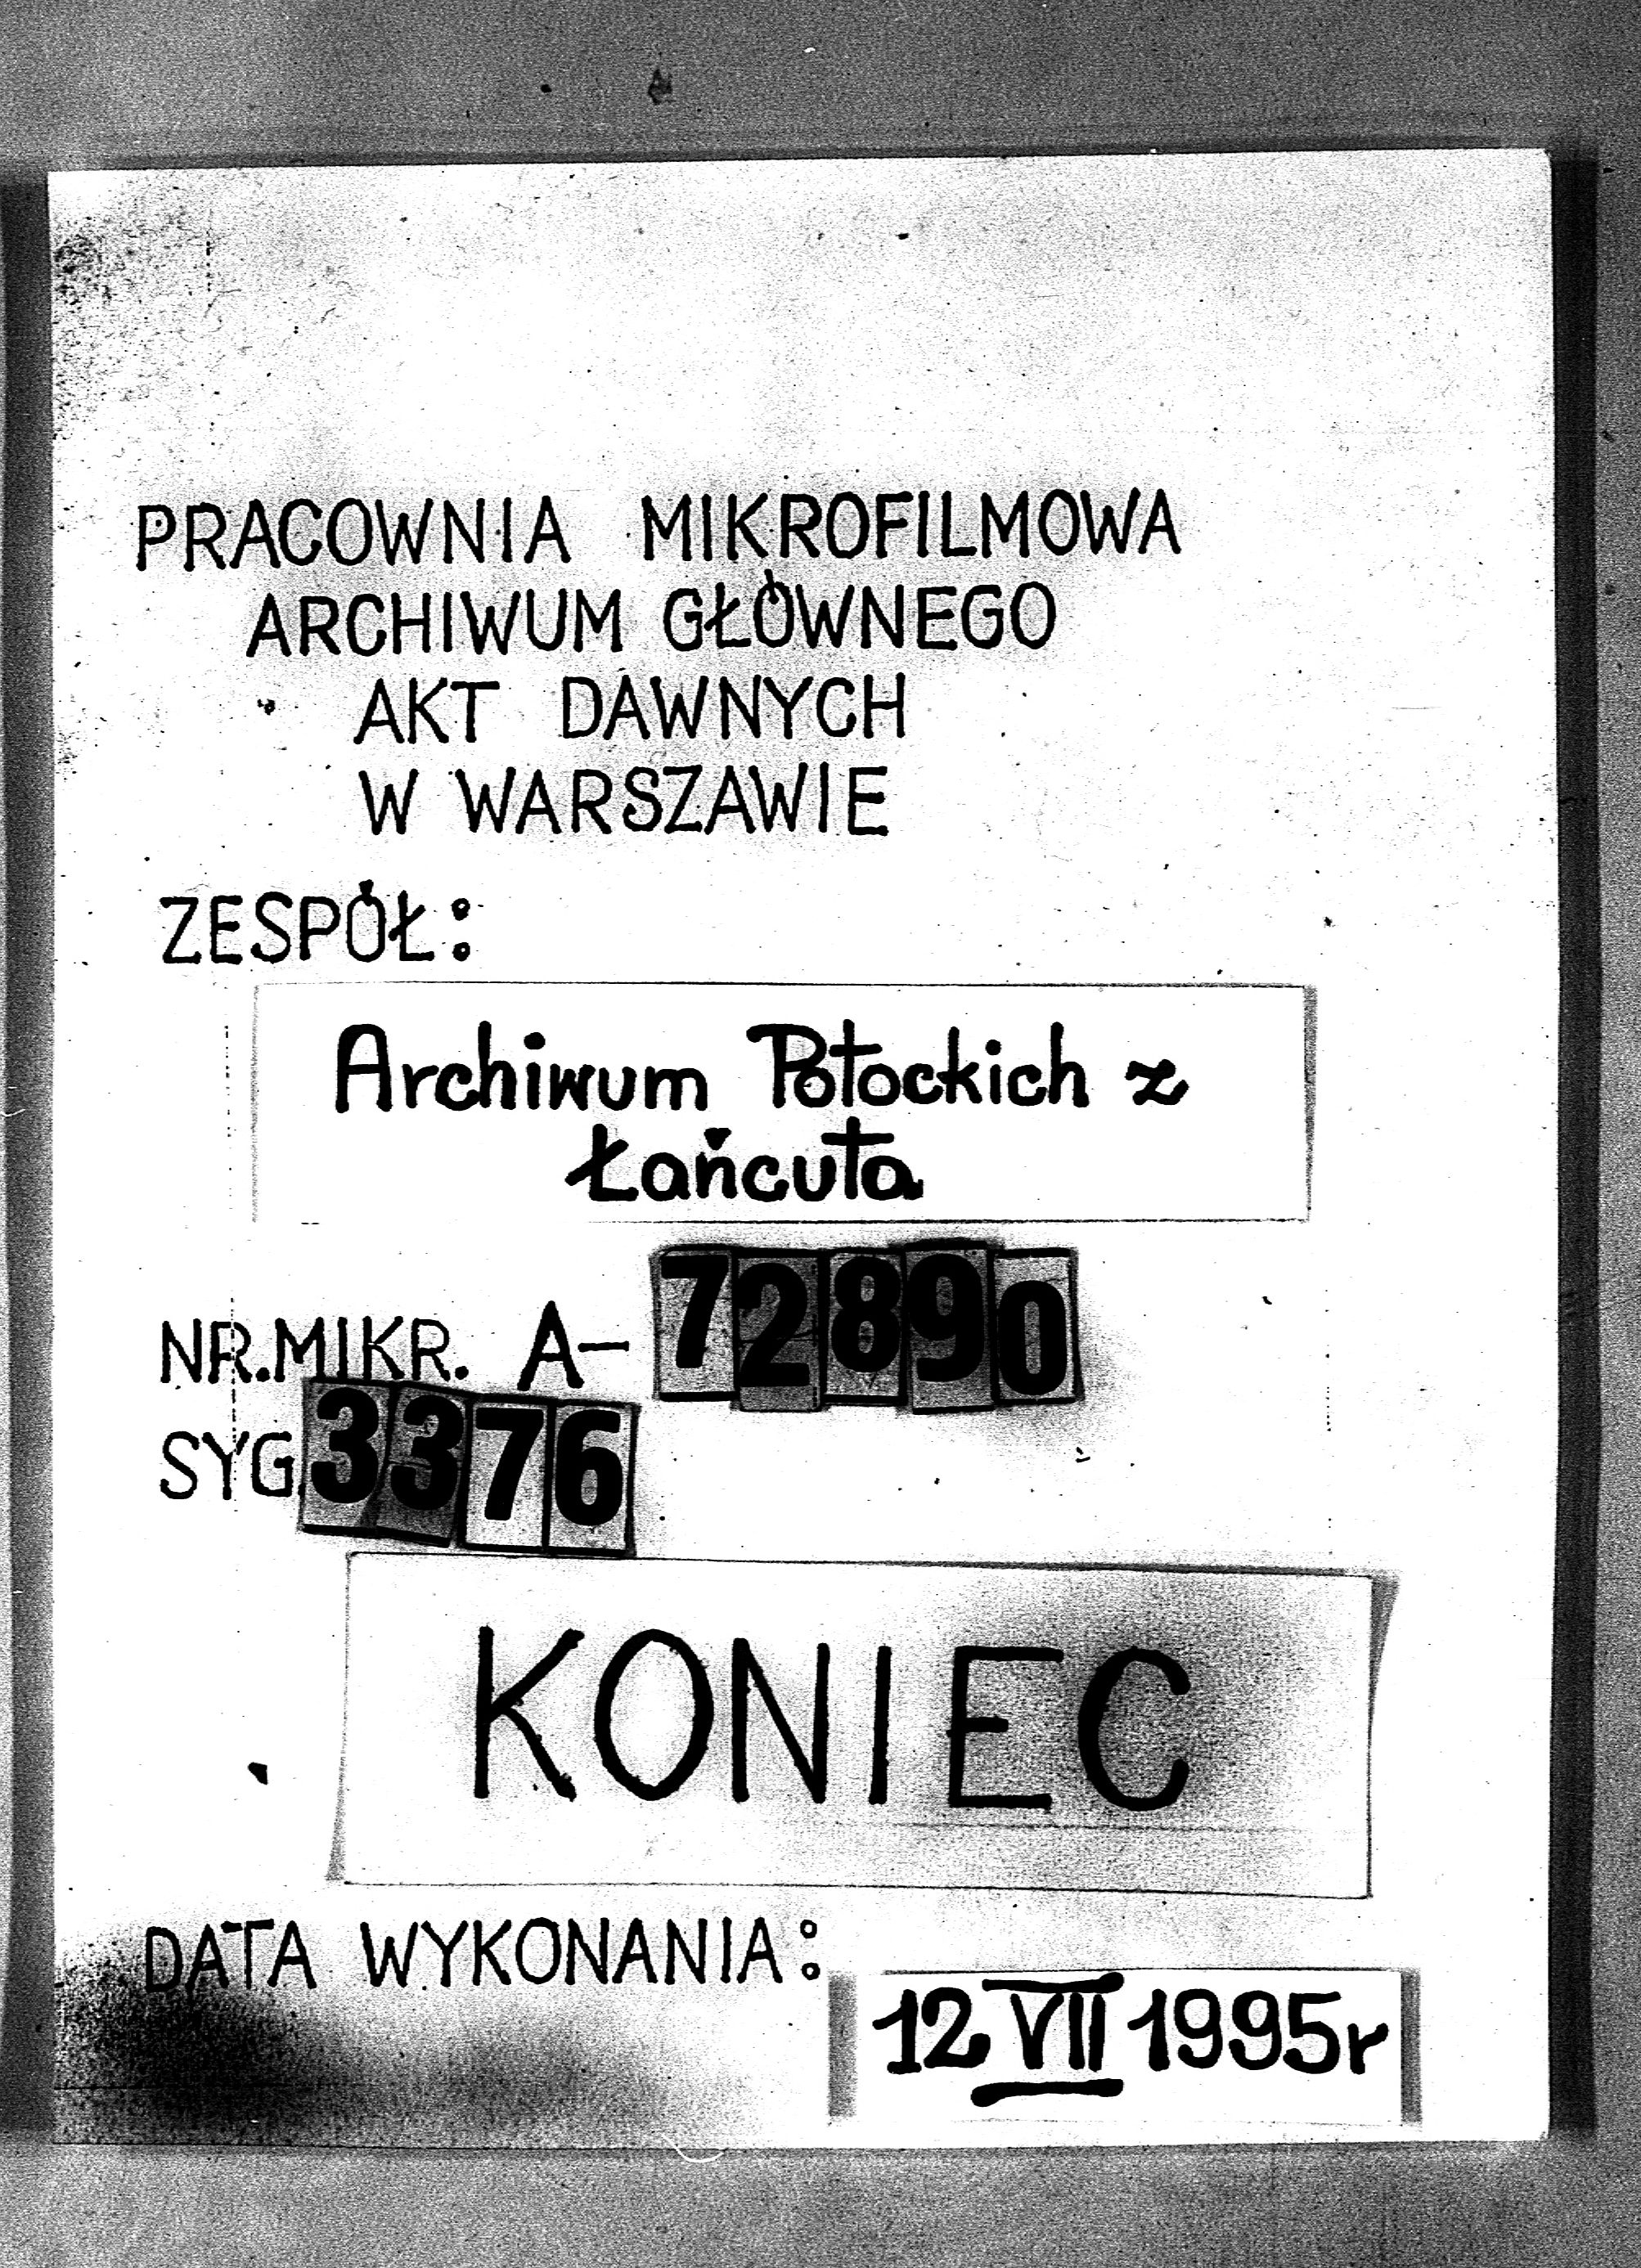 PRACOWNIA MIKROFILMOWA
ARCHIWUM GŁÓWNEGO
AKT DAWNYCH
W WARSZAWIE
ZESPÓŁ:
Archiwum Potockich z
Łańcuta
NR.MIKR. A- 72890
SYG 3376
KONIEC
DATA WYKONANIA:
12 VII 1995r